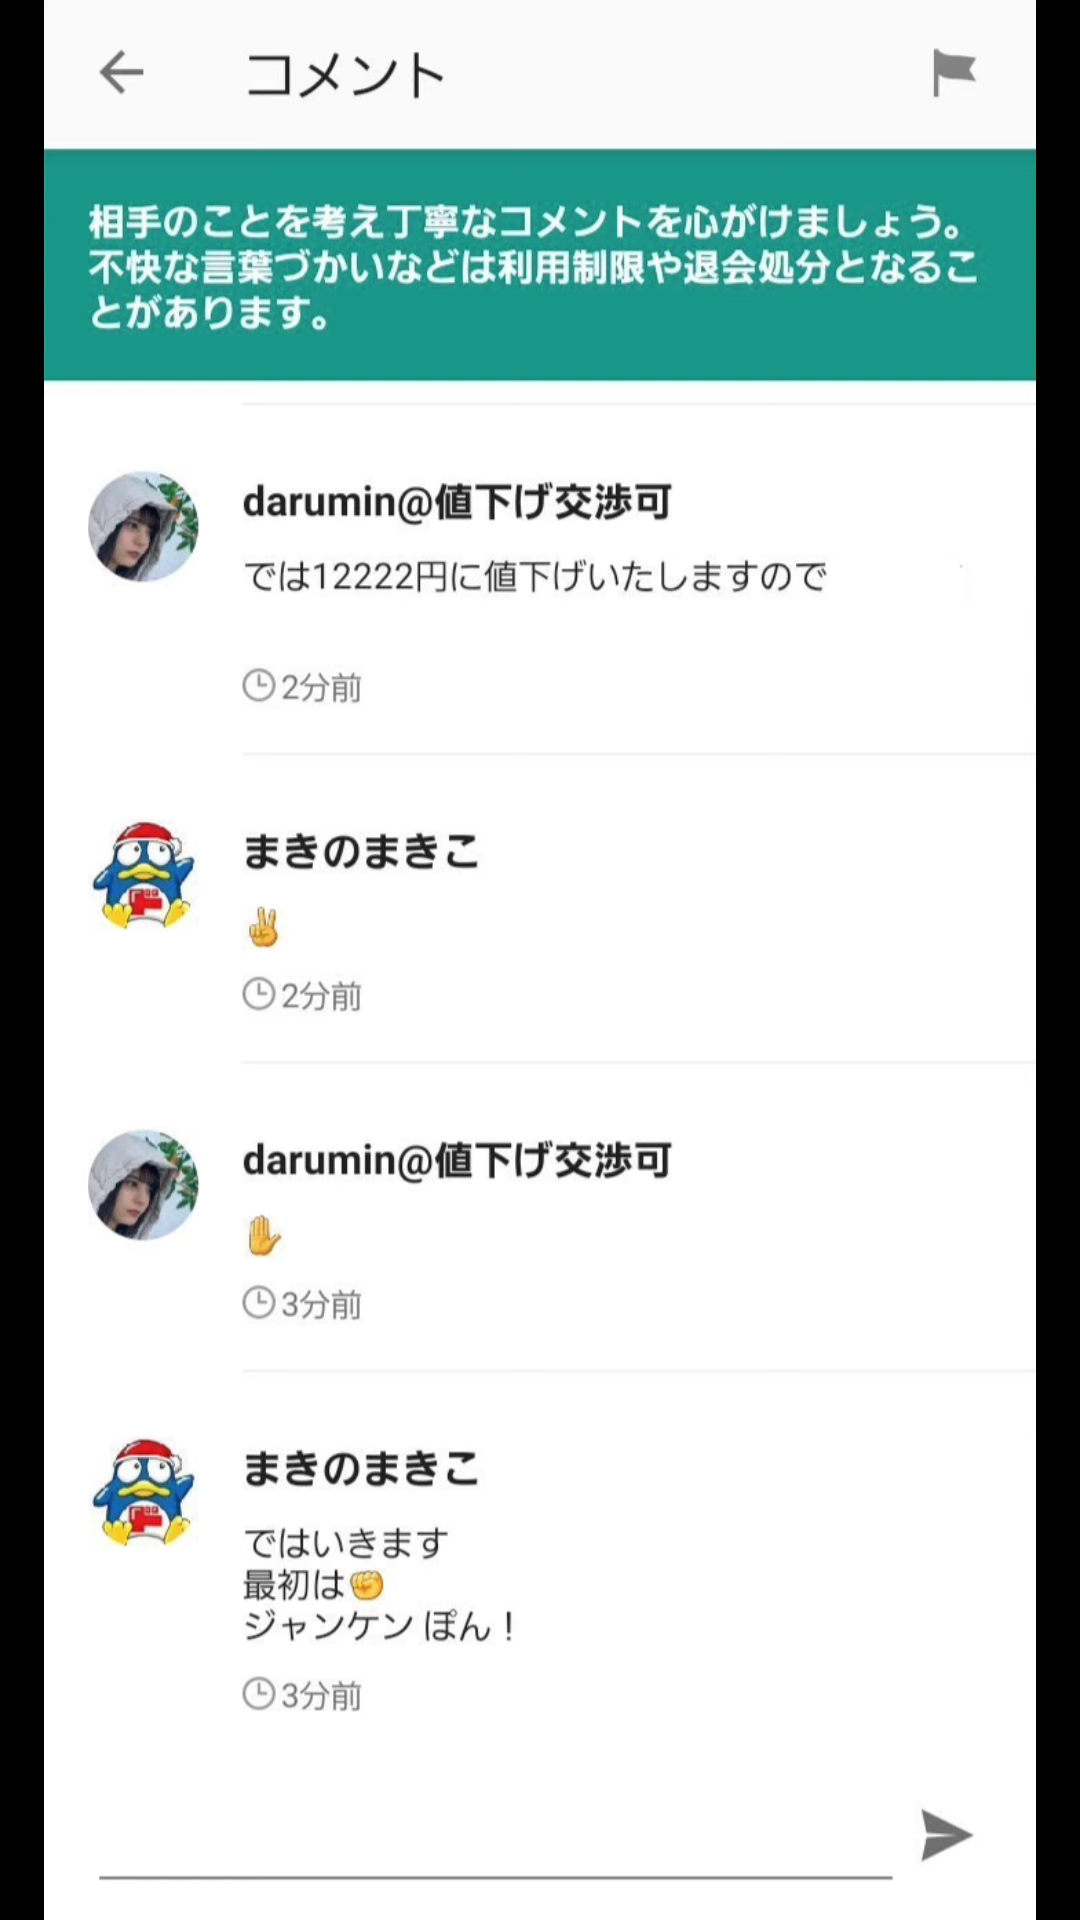 コメント
相手のことを考え丁寧なコメントを心がけましょう。
不快な言葉づかいなどは利用制限や退会処分となるこ
とがあります。
darumin@値下げ交渉可
では12222円に値下げいたしますので
2分前
まきのまきこ
✌
2分前
darumin@値下げ交渉可
✋
3分前
まきのまきこ
ではいきます
最初は✊
ジャンケン ぽん！
3分前